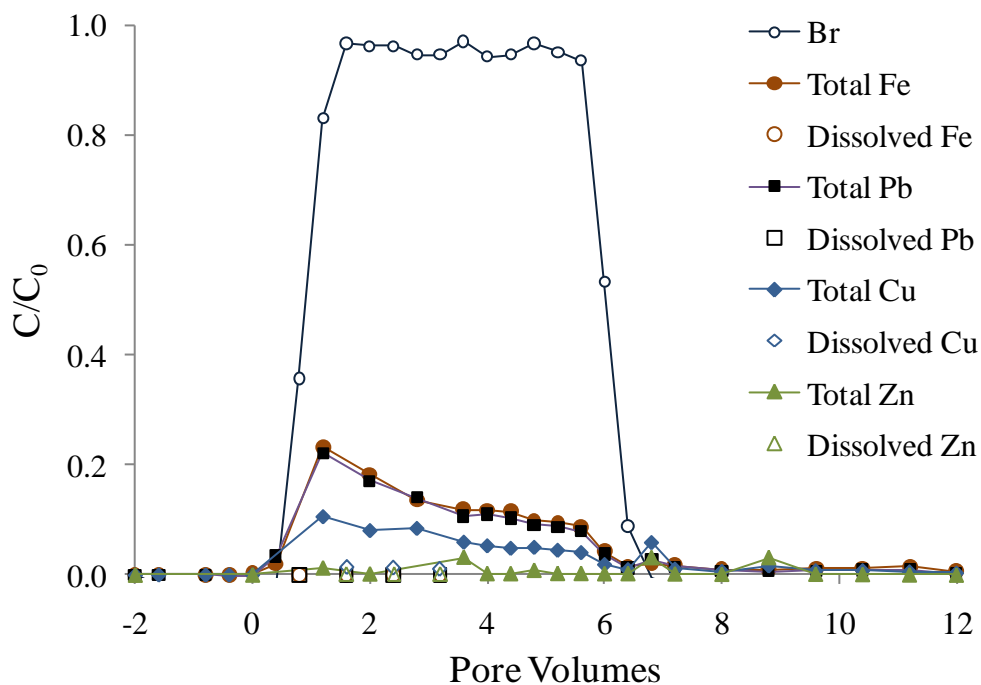 1.0
0.8
0.6
0.4
0.2
0.0
C/C₀
-2 0 2 4 6 8 10 12
Pore Volumes
Br
Total Fe
Dissolved Fe
Total Pb
Dissolved Pb
Total Cu
Dissolved Cu
Total Zn
Dissolved Zn